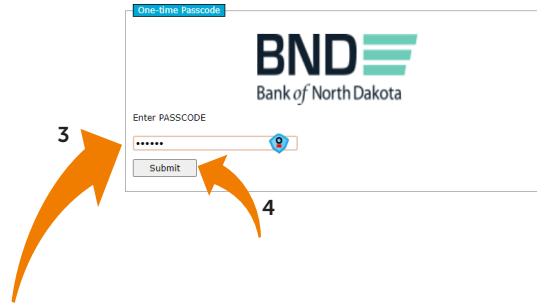 One-time Passcode
BND
Bank of North Dakota
Enter PASSCODE
3
••••••
Submit
4